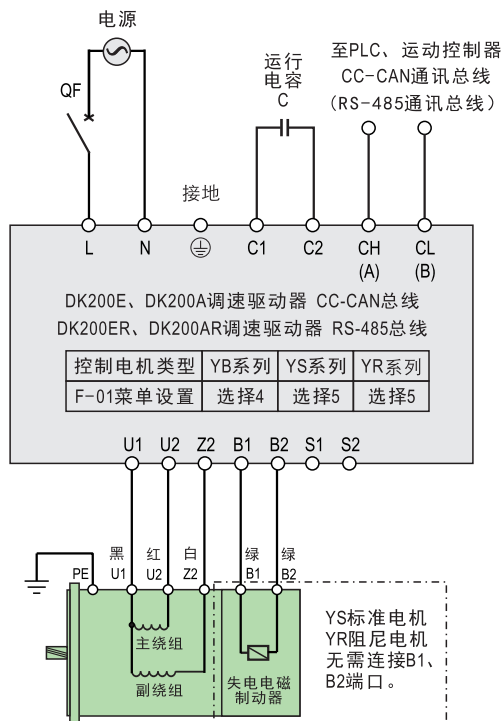 电源
QF
运行
电容
C
至PLC、运动控制器
CC-CAN通讯总线
(RS-485通讯总线)
接地
L N C1 C2 CH CL
(A) (B)
DK200E、DK200A调速驱动器 CC-CAN总线
DK200ER、DK200AR调速驱动器 RS-485总线
控制电机类型 YB系列 YS系列 YR系列
F-01菜单设置 选择4 选择5 选择5
U1 U2 Z2 B1 B2 S1 S2
黑 红 白 绿 绿
PE U1 U2 Z2 B1 B2
主绕组
副绕组
失电电磁
制动器
YS标准电机
YR阻尼电机
无需连接B1、
B2端口。